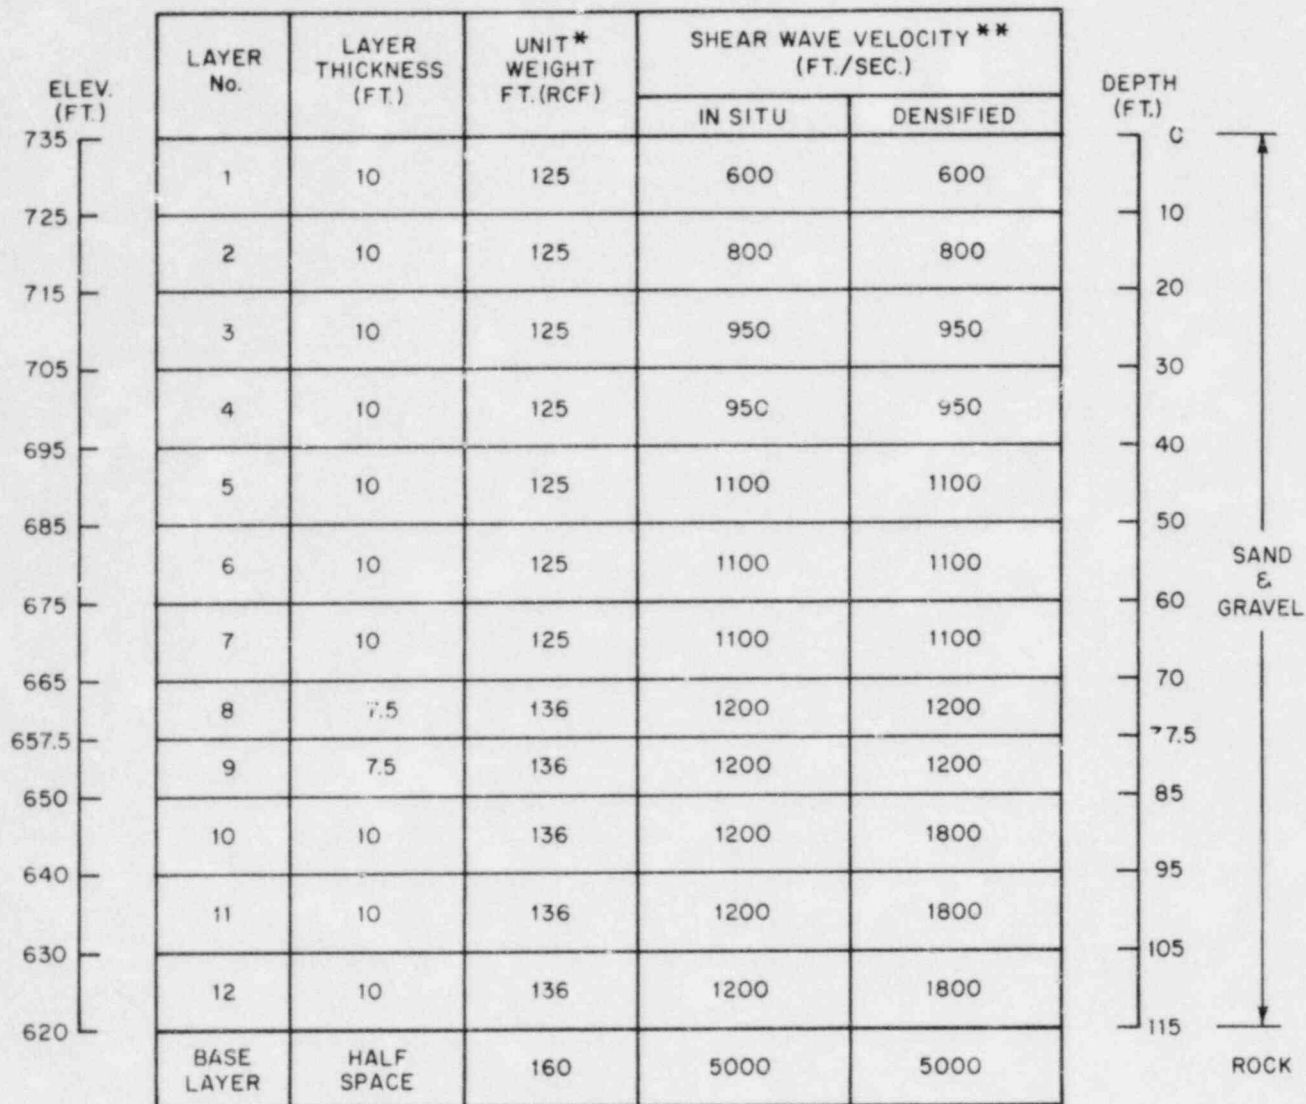 ELEV. (FT.)
LAYER No.
LAYER THICKNESS (FT.)
UNIT* WEIGHT FT.(RCF)
SHEAR WAVE VELOCITY ** (FT./SEC.)
IN SITU DENSIFIED
DEPTH (FT.)
735 0
1 10 125 600 600
725 10
2 10 125 800 800
715 20
3 10 125 950 950
705 30
4 10 125 950 950
695 40
5 10 125 1100 1100
685 50
6 10 125 1100 1100
675 60
7 10 125 1100 1100
665 70
8 7.5 136 1200 1200
657.5 77.5
9 7.5 136 1200 1200
650 85
10 10 136 1200 1800
640 95
11 10 136 1200 1800
630 105
12 10 136 1200 1800
620 115
BASE LAYER HALF SPACE 160 5000 5000 ROCK
SAND
&
GRAVEL